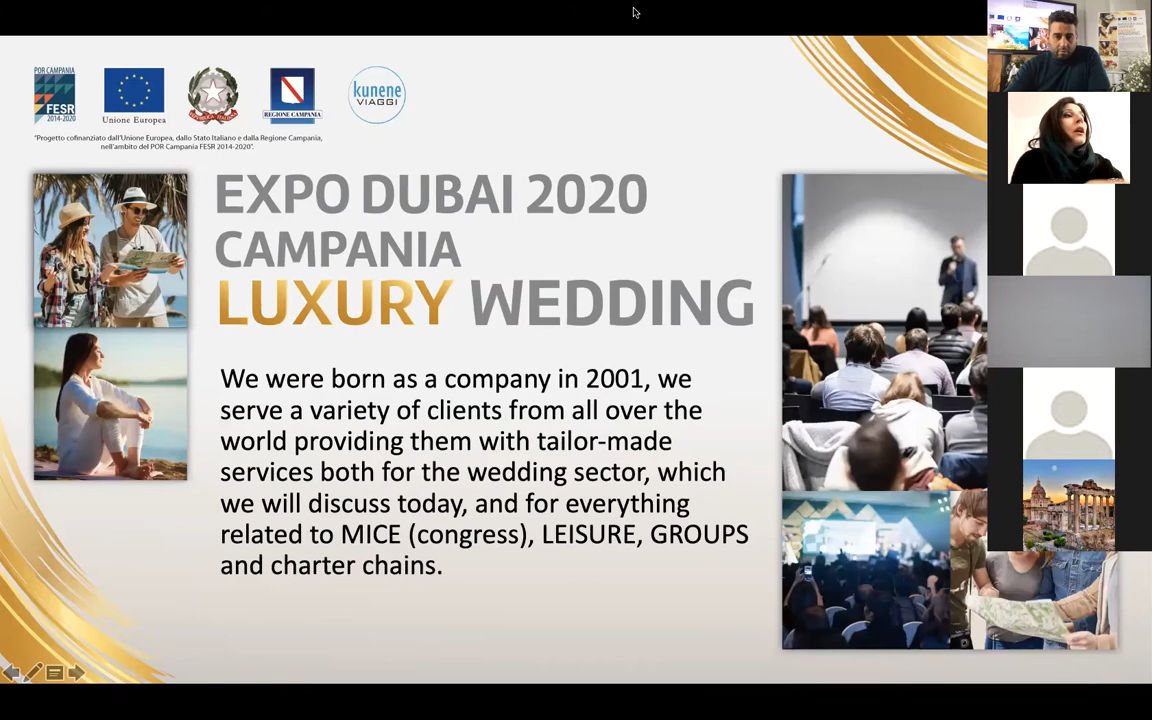 POR CAMPANIA
FESR
2014-2020
Unione Europea
REPVBBLICA ITALIANA
REGIONE CAMPANIA
kunene
VIAGGI
"Progetto cofinanziato dall'Unione Europea, dallo Stato Italiano e dalla Regione Campania,
nell'ambito del POR Campania FESR 2014-2020".
EXPO DUBAI 2020
CAMPANIA
LUXURY WEDDING
We were born as a company in 2001, we
serve a variety of clients from all over the
world providing them with tailor-made
services both for the wedding sector, which
we will discuss today, and for everything
related to MICE (congress), LEISURE, GROUPS
and charter chains.